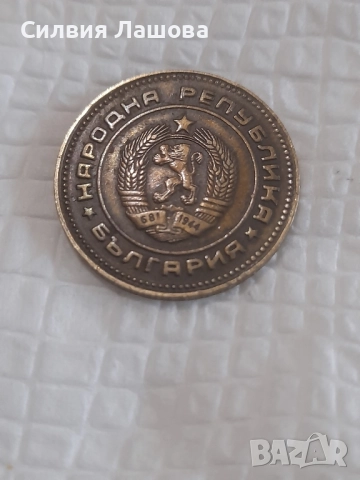 Силвия Лашова
НАРОДНА РЕПУБЛИКА
681 1944
★ БЪЛГАРИЯ ★
BAZAR